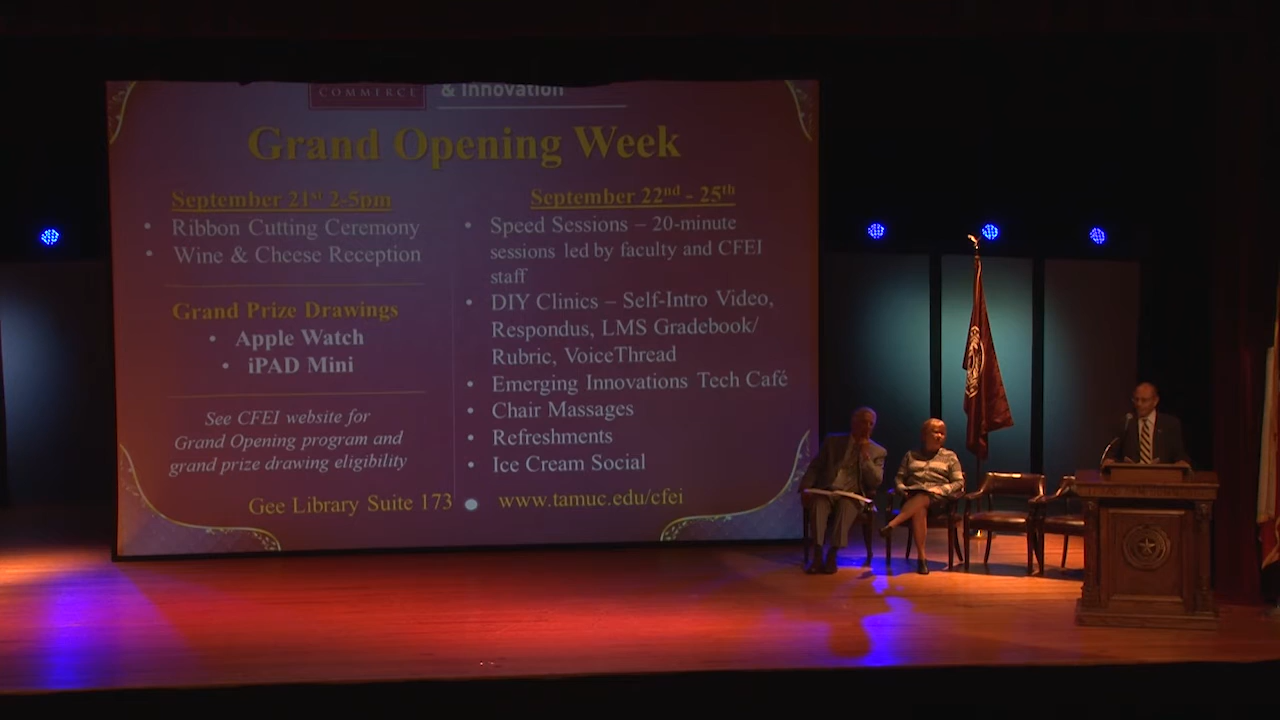 COMMERCE
& Innovation
Grand Opening Week
September 21st 2-5pm
• Ribbon Cutting Ceremony
• Wine & Cheese Reception
Grand Prize Drawings
• Apple Watch
• iPAD Mini
See CFEI website for
Grand Opening program and
grand prize drawing eligibility
September 22nd - 25th
• Speed Sessions – 20-minute
sessions led by faculty and CFEI
staff
• DIY Clinics – Self-Intro Video,
Respondus, LMS Gradebook/
Rubric, VoiceThread
• Emerging Innovations Tech Café
• Chair Massages
• Refreshments
• Ice Cream Social
Gee Library Suite 173 ● www.tamuc.edu/cfei